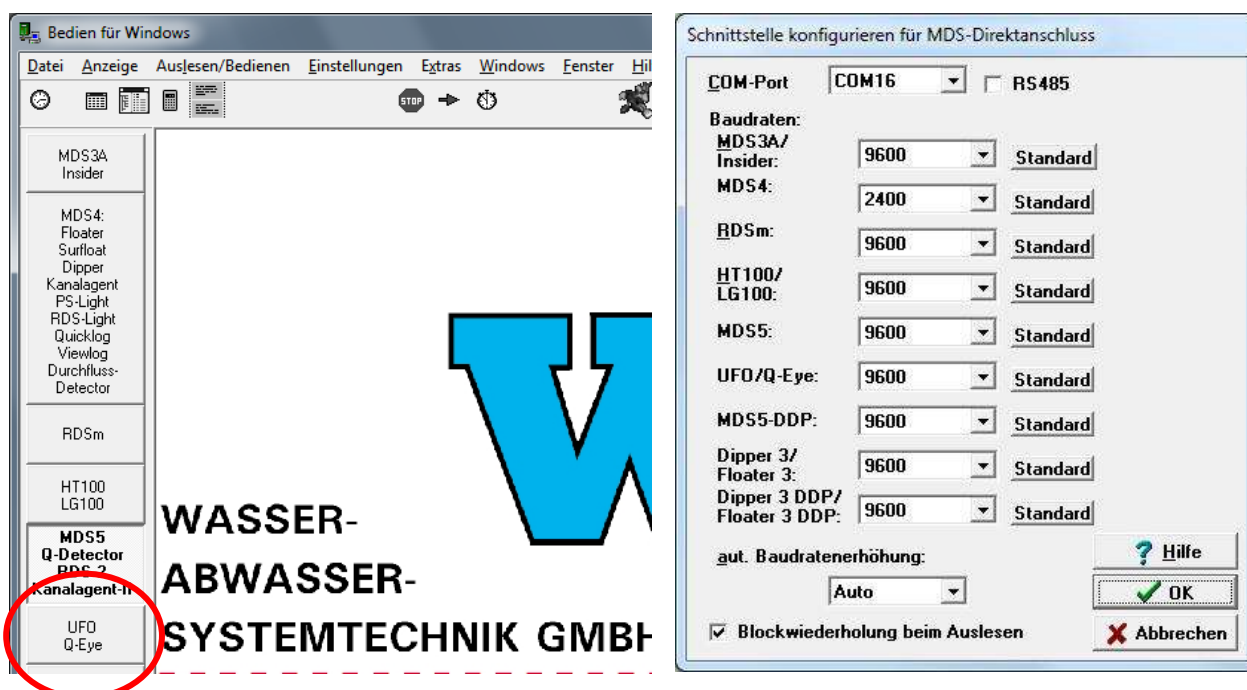 Bedien für Windows
Datei Anzeige Auslesen/Bedienen Einstellungen Extras Windows Fenster Hil
STOP
MDS3A
Insider
MDS4:
Floater
Surfloat
Dipper
Kanalagent
PS-Light
RDS-Light
Quicklog
Viewlog
Durchfluss-
Detector
RDSm
HT100
LG100
MDS5
Q-Detector
RDS-2
Kanalagent-II
UFO
Q-Eye
W
WASSER-
ABWASSER-
SYSTEMTECHNIK GMBH
Schnittstelle konfigurieren für MDS-Direktanschluss
COM-Port COM16 RS485
Baudraten:
MDS3A/
Insider: 9600 Standard
MDS4: 2400 Standard
RDSm: 9600 Standard
HT100/
LG100: 9600 Standard
MDS5: 9600 Standard
UFO/Q-Eye: 9600 Standard
MDS5-DDP: 9600 Standard
Dipper 3/
Floater 3: 9600 Standard
Dipper 3 DDP/
Floater 3 DDP: 9600 Standard
aut. Baudratenerhöhung:
Auto
Blockwiederholung beim Auslesen
? Hilfe
OK
Abbrechen